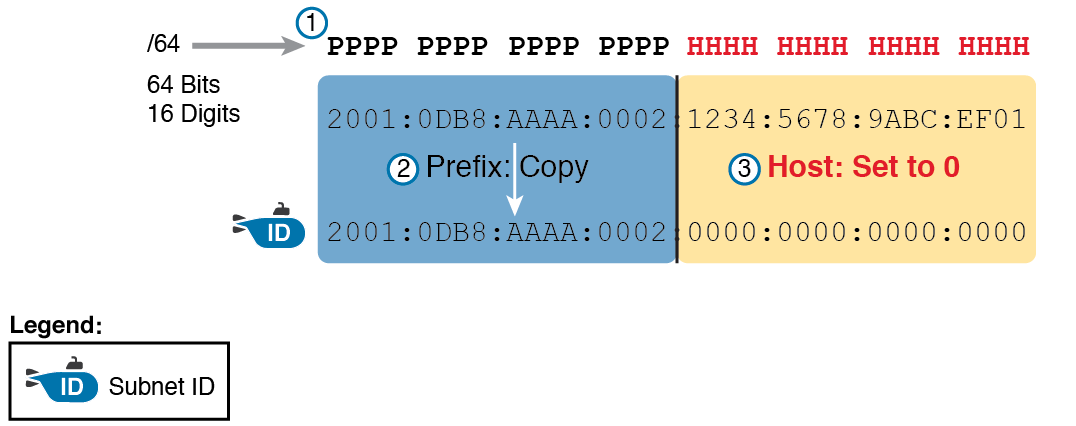 1
/64 PPPP PPPP PPPP PPPP HHHH HHHH HHHH HHHH
64 Bits
16 Digits
2001:0DB8:AAAA:0002:1234:5678:9ABC:EF01
2 Prefix: Copy 3 Host: Set to 0
ID 2001:0DB8:AAAA:0002:0000:0000:0000:0000
Legend:
ID Subnet ID